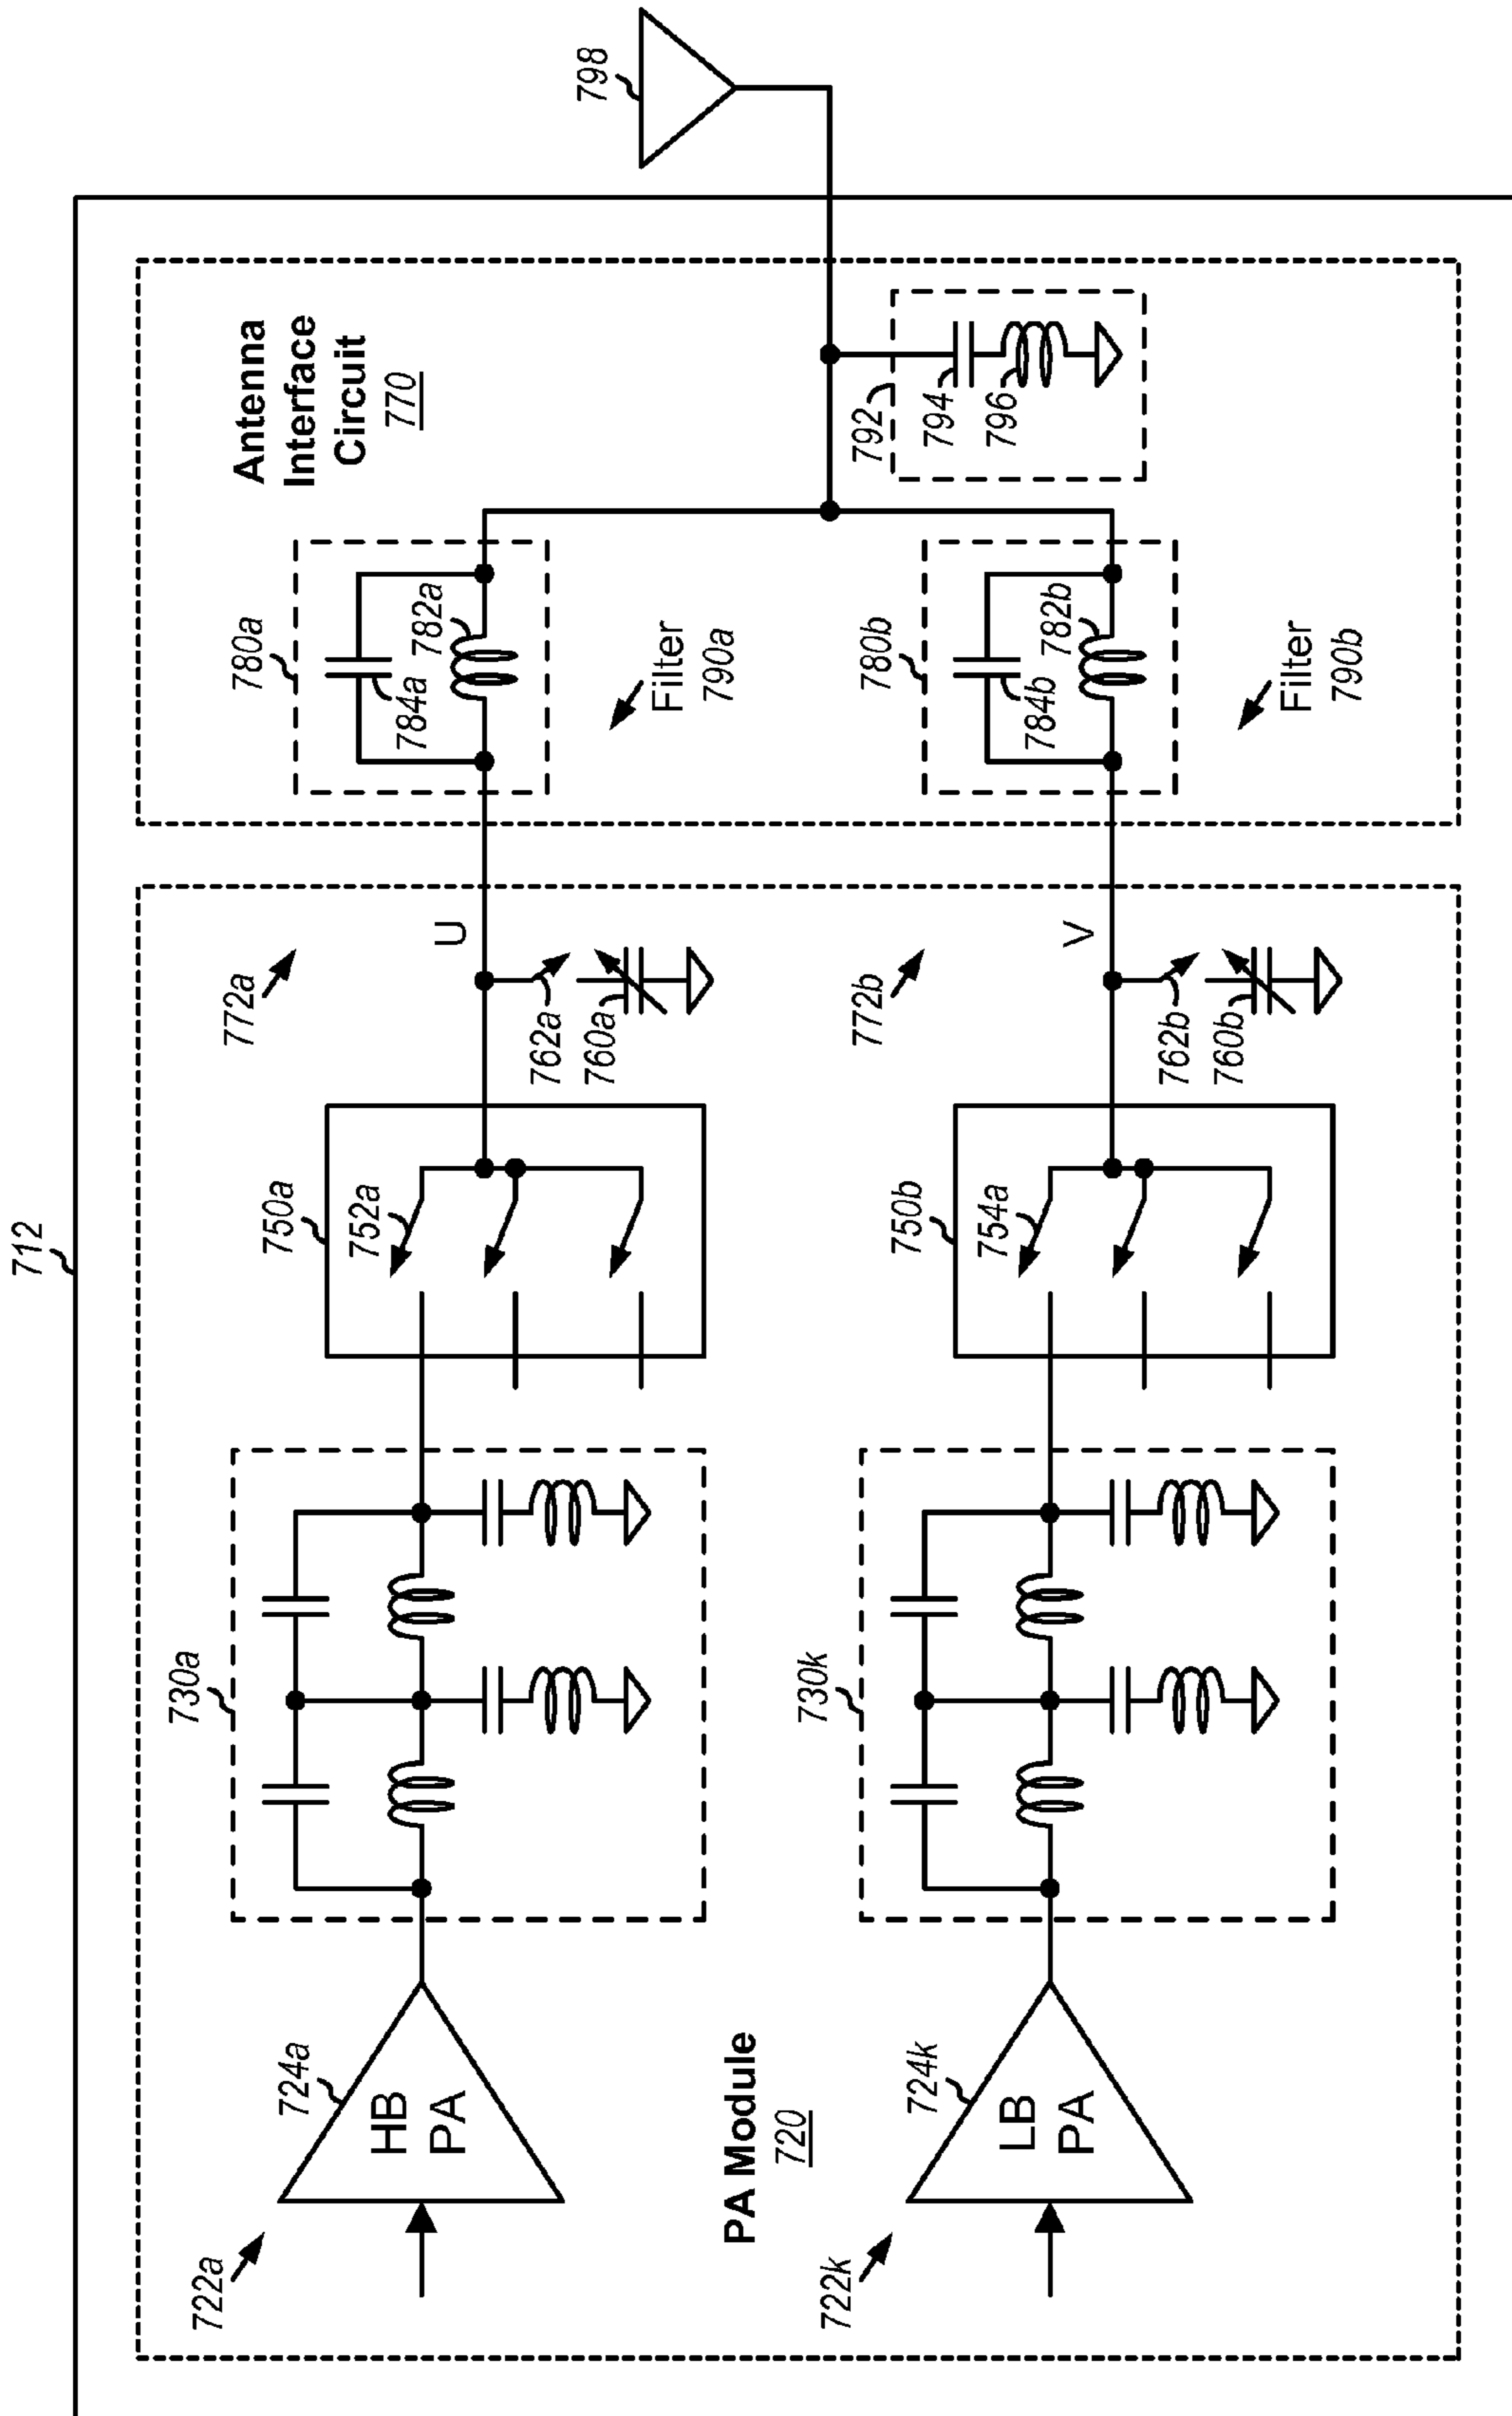 712
722a
724a
HB
PA
730a
750a
752a
772a
U
762a
760a
780a
784a
782a
Filter
790a
Antenna
Interface
Circuit
770
798
PA Module
720
722k
724k
LB
PA
730k
750b
754a
772b
V
762b
760b
780b
784b
782b
Filter
790b
792
794
796